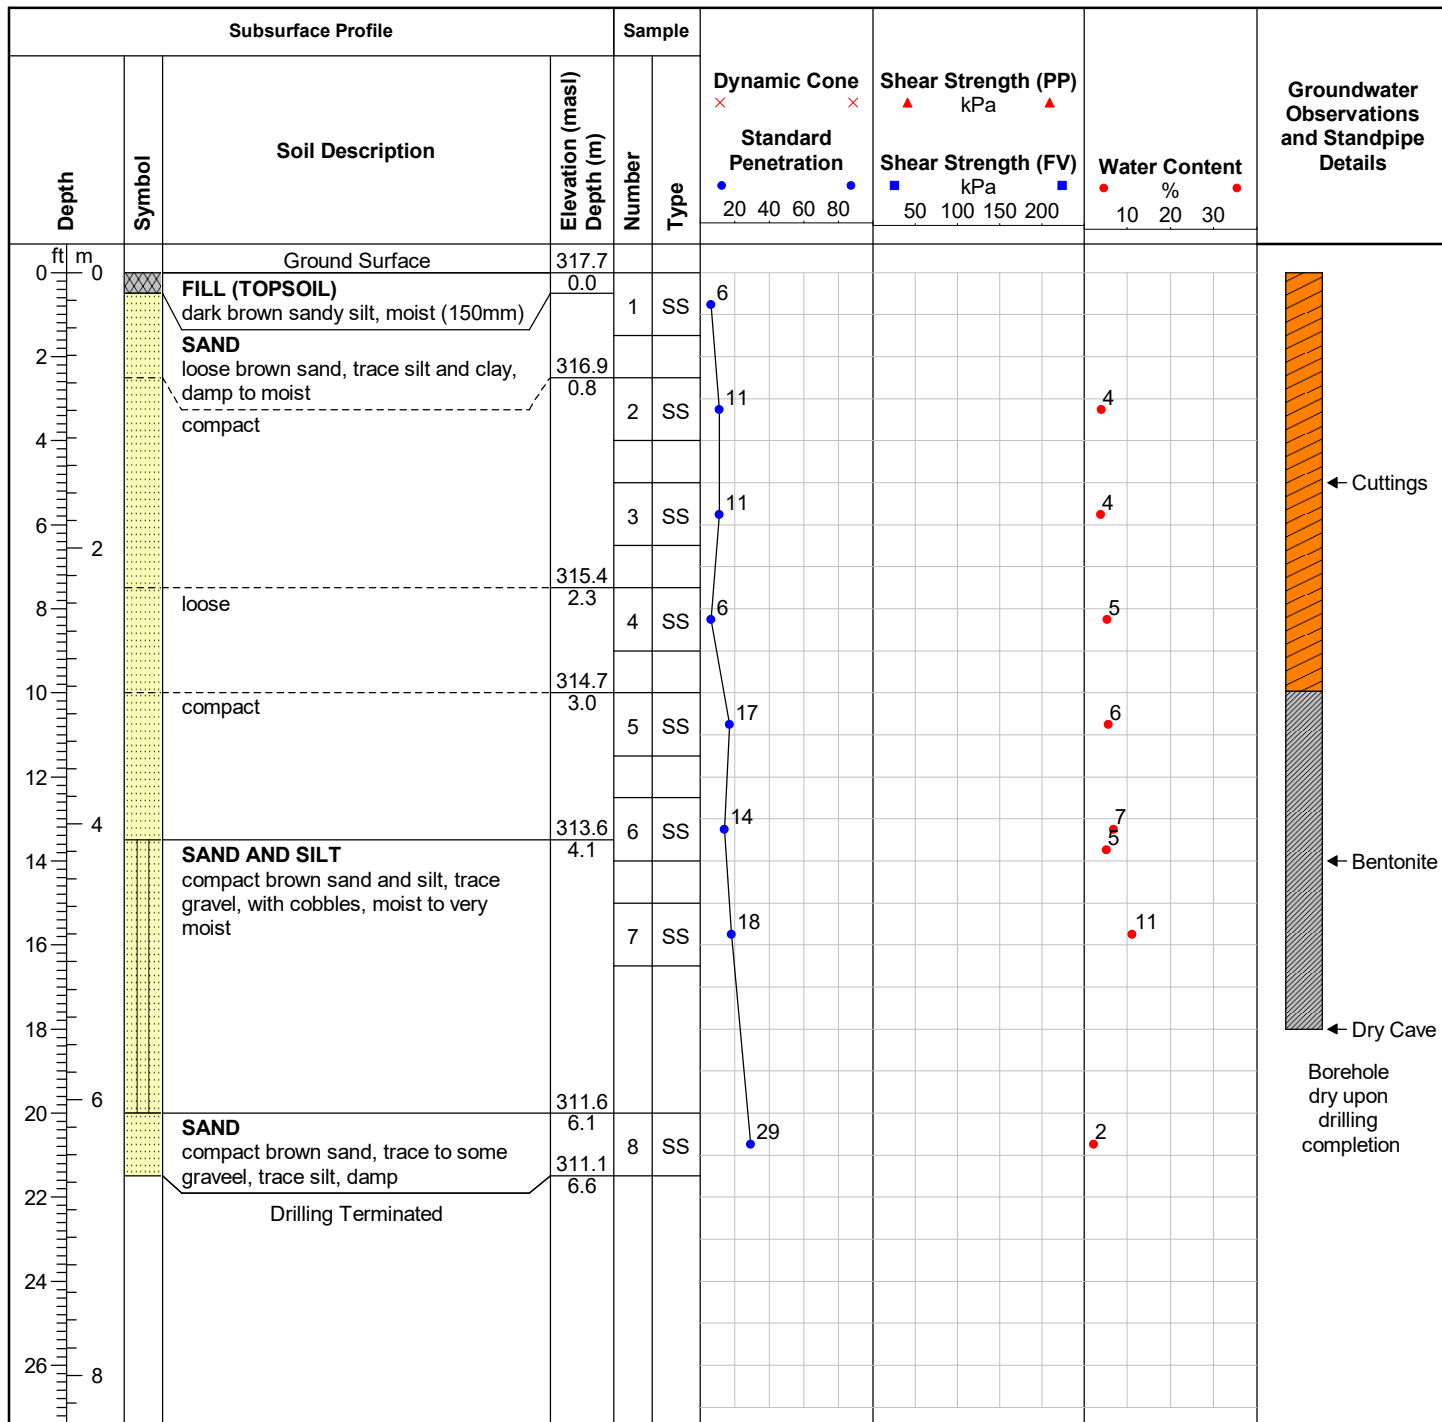 Subsurface Profile
Sample
Depth
Symbol
Soil Description
Elevation (masl)
Depth (m)
Number
Type
Dynamic Cone
Standard
Penetration
20 40 60 80
Shear Strength (PP)
kPa
Shear Strength (FV)
kPa
50 100 150 200
Water Content
%
10 20 30
Groundwater
Observations
and Standpipe
Details
ft m
Ground Surface
317.7
0 0
FILL (TOPSOIL)
0.0
dark brown sandy silt, moist (150mm)
1 SS
6
SAND
2
loose brown sand, trace silt and clay,
316.9
damp to moist
0.8
compact
2 SS
11
4
4
Cuttings
3 SS
11
4
6
2
315.4
loose
2.3
8
4 SS
6
5
314.7
10
compact
3.0
5 SS
17
6
12
4
313.6
6 SS
14
7
5
SAND AND SILT
4.1
14
Bentonite
compact brown sand and silt, trace
gravel, with cobbles, moist to very
moist
7 SS
18
11
16
18
Dry Cave
Borehole
dry upon
drilling
completion
6
311.6
20
SAND
6.1
compact brown sand, trace to some
8 SS
29
2
graveel, trace silt, damp
311.1
6.6
22
Drilling Terminated
24
26
8